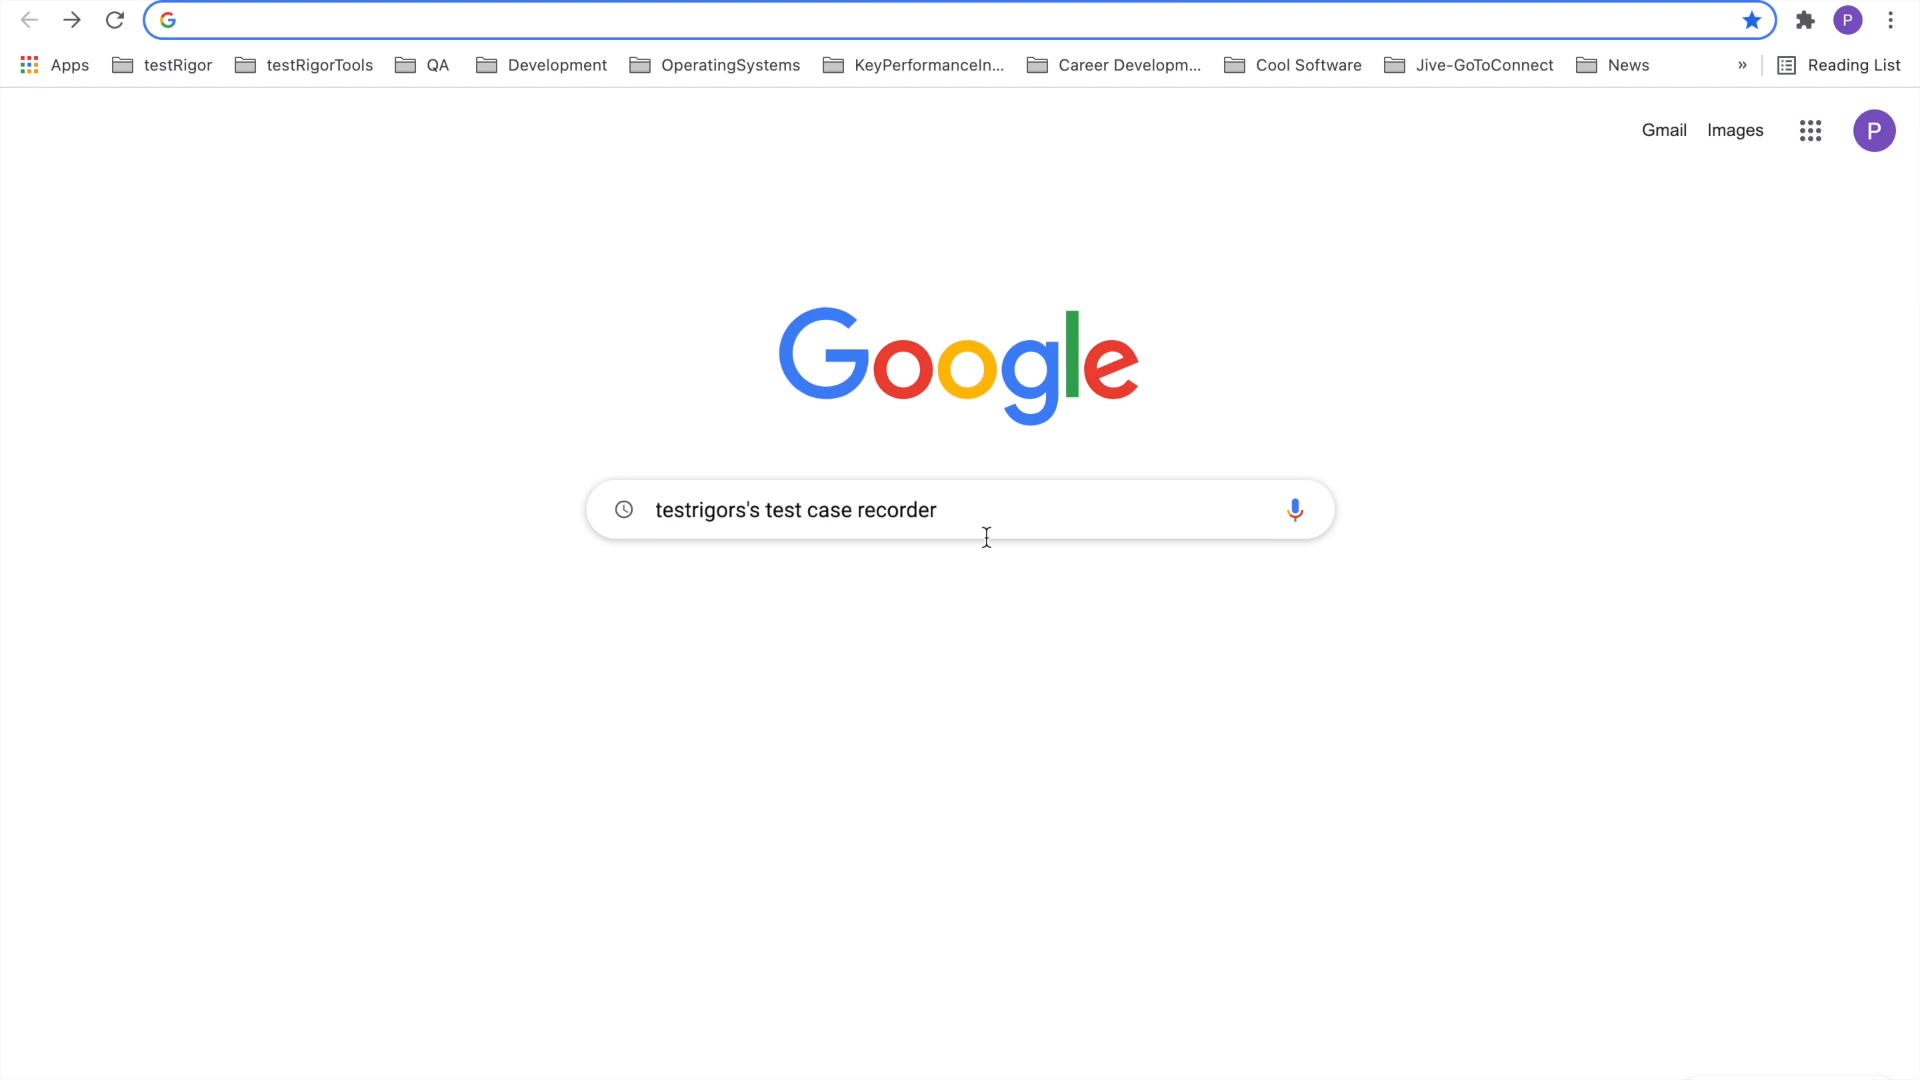 Apps testRigor testRigorTools QA Development OperatingSystems KeyPerformanceIn... Career Developm... Cool Software Jive-GoToConnect News » Reading List
P
Gmail Images P
Google
testrigors's test case recorder